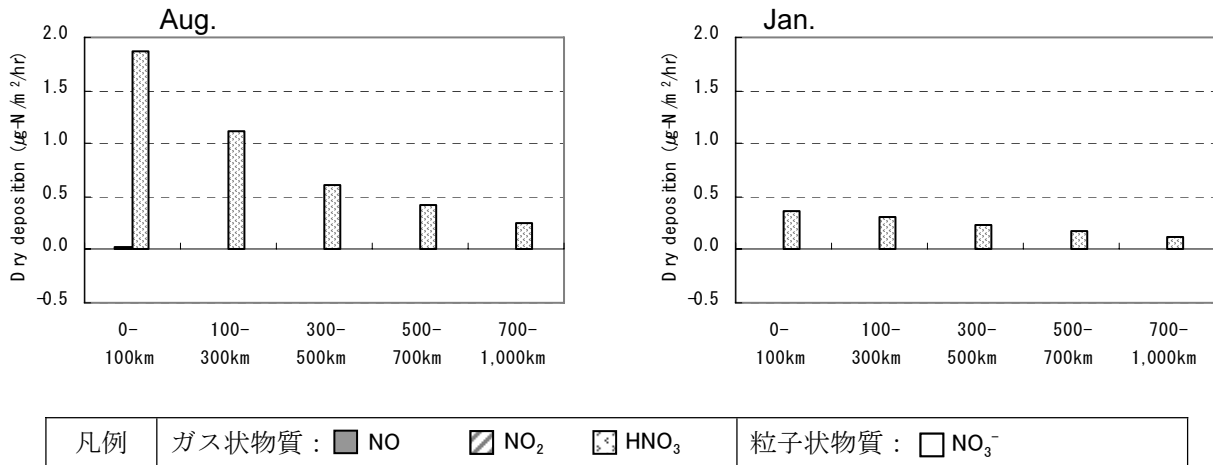 Aug.
Dry deposition (μg-N/m²/hr)
2.0
1.5
1.0
0.5
0.0
-0.5
0-
100km
100-
300km
300-
500km
500-
700km
700-
1,000km
Jan.
Dry deposition (μg-N/m²/hr)
2.0
1.5
1.0
0.5
0.0
-0.5
0-
100km
100-
300km
300-
500km
500-
700km
700-
1,000km
凡例 ガス状物質： NO NO₂ HNO₃ 粒子状物質： NO₃⁻